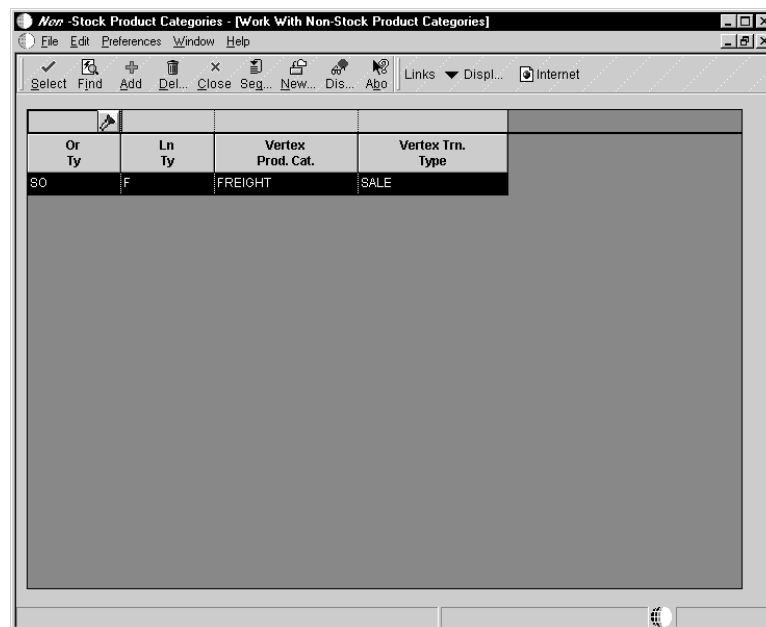 Non -Stock Product Categories - [Work With Non-Stock Product Categories]
File Edit Preferences Window Help
Select Find Add Del... Close Seq... New... Dis... Abo Links Displ... Internet
Or Ty Ln Ty Vertex Prod. Cat. Vertex Trn. Type
SO F FREIGHT SALE